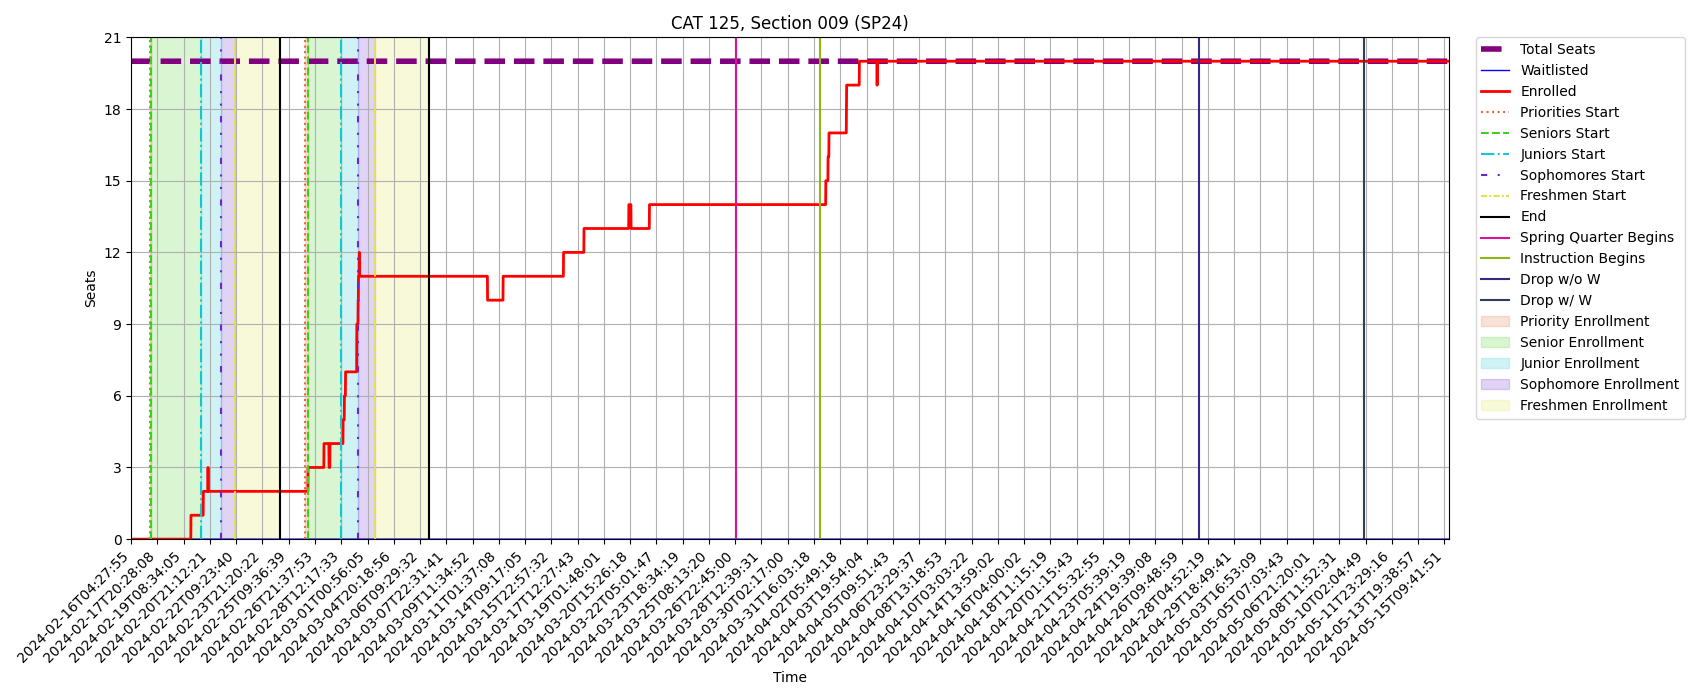 CAT 125, Section 009 (SP24)
21
18
15
12
9
6
3
0
Seats
2024-02-16T04:27:55
2024-02-17T20:28:08
2024-02-19T08:34:05
2024-02-20T21:12:21
2024-02-22T09:23:40
2024-02-23T21:20:22
2024-02-25T09:36:39
2024-02-26T21:37:53
2024-02-28T12:17:33
2024-03-01T00:56:05
2024-03-04T20:18:56
2024-03-06T09:29:32
2024-03-07T22:31:41
2024-03-11T01:34:52
2024-03-12T11:37:08
2024-03-14T09:17:05
2024-03-15T22:57:32
2024-03-17T12:27:43
2024-03-19T01:48:01
2024-03-20T15:26:18
2024-03-22T05:01:47
2024-03-23T18:34:19
2024-03-25T08:13:20
2024-03-26T22:45:00
2024-03-28T12:39:31
2024-03-30T02:17:00
2024-03-31T16:03:18
2024-04-02T05:49:18
2024-04-03T19:54:04
2024-04-05T09:51:43
2024-04-06T23:29:37
2024-04-08T13:18:53
2024-04-10T03:03:22
2024-04-14T13:59:02
2024-04-16T04:00:02
2024-04-18T11:15:19
2024-04-20T01:15:43
2024-04-21T15:32:55
2024-04-23T05:39:19
2024-04-24T19:39:08
2024-04-26T09:48:59
2024-04-28T04:52:19
2024-04-29T18:49:41
2024-05-03T16:53:09
2024-05-05T07:03:43
2024-05-06T21:20:01
2024-05-08T11:52:31
2024-05-10T02:04:49
2024-05-11T23:29:16
2024-05-13T19:38:57
2024-05-15T09:41:51
Time
Total Seats
Waitlisted
Enrolled
Priorities Start
Seniors Start
Juniors Start
Sophomores Start
Freshmen Start
End
Spring Quarter Begins
Instruction Begins
Drop w/o W
Drop w/ W
Priority Enrollment
Senior Enrollment
Junior Enrollment
Sophomore Enrollment
Freshmen Enrollment